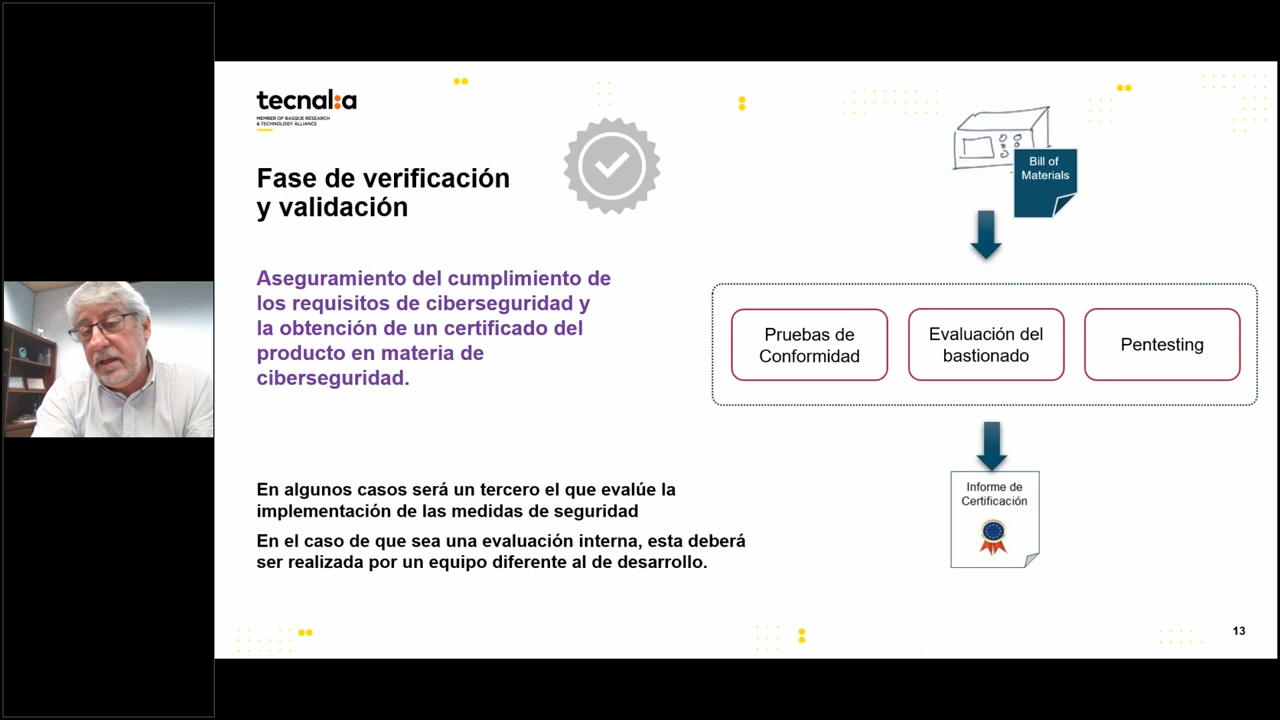 tecnal:a
MEMBER OF BASQUE RESEARCH
& TECHNOLOGY ALLIANCE
Fase de verificación
y validación
Aseguramiento del cumplimiento de
los requisitos de ciberseguridad y
la obtención de un certificado del
producto en materia de
ciberseguridad.
En algunos casos será un tercero el que evalúe la
implementación de las medidas de seguridad
En el caso de que sea una evaluación interna, esta deberá
ser realizada por un equipo diferente al de desarrollo.
Bill of
Materials
Pruebas de
Conformidad
Evaluación del
bastionado
Pentesting
Informe de
Certificación
13